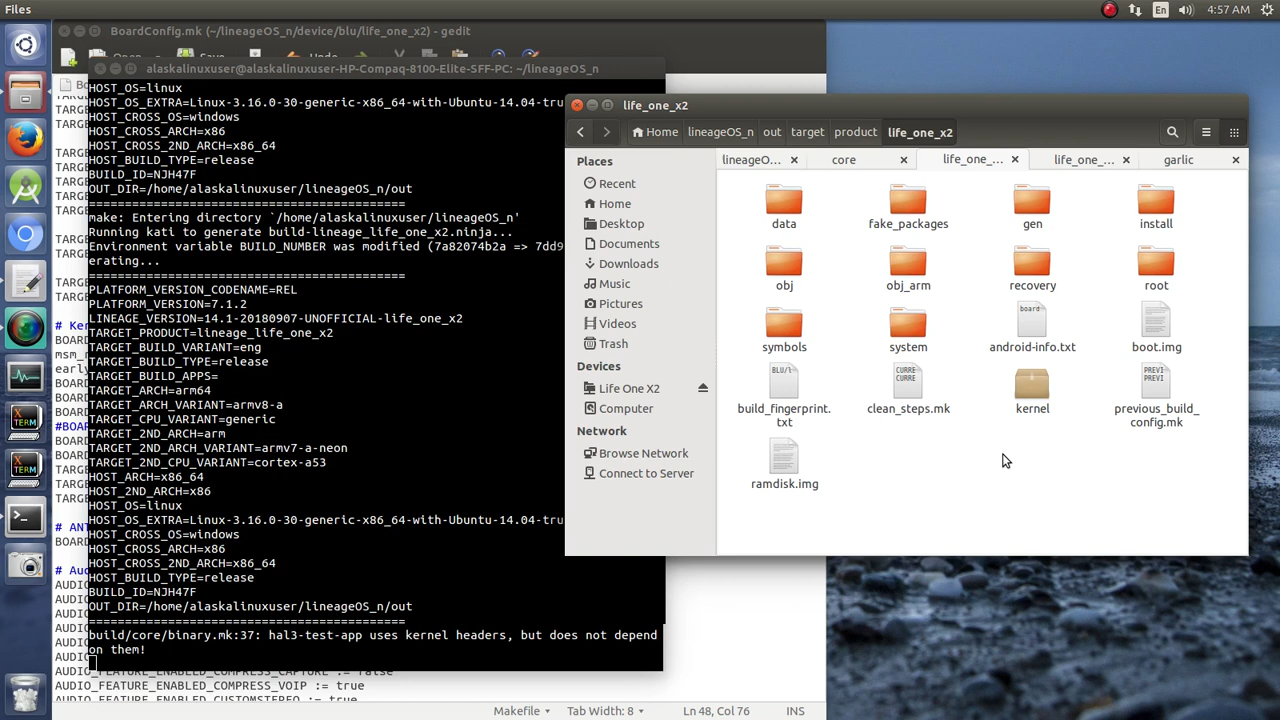 Files
En
4:57 AM
BoardConfig.mk (~/lineageOS_n/device/blu/life_one_x2) - gedit
alaskalinuxuser@alaskalinuxuser-HP-Compaq-8100-Elite-SFF-PC: ~/lineageOS_n
HOST_OS=linux
HOST_OS_EXTRA=Linux-3.16.0-30-generic-x86_64-with-Ubuntu-14.04-tru
HOST_CROSS_OS=windows
HOST_CROSS_ARCH=x86
HOST_CROSS_2ND_ARCH=x86_64
HOST_BUILD_TYPE=release
BUILD_ID=NJH47F
OUT_DIR=/home/alaskalinuxuser/lineageOS_n/out
============================================
make: Entering directory `/home/alaskalinuxuser/lineageOS_n'
Running kati to generate build-lineage_life_one_x2.ninja...
Environment variable BUILD_NUMBER was modified (7a82074b2a => 7dd9
erating...
============================================
PLATFORM_VERSION_CODENAME=REL
PLATFORM_VERSION=7.1.2
LINEAGE_VERSION=14.1-20180907-UNOFFICIAL-life_one_x2
TARGET_PRODUCT=lineage_life_one_x2
TARGET_BUILD_VARIANT=eng
TARGET_BUILD_TYPE=release
TARGET_BUILD_APPS=
TARGET_ARCH=arm64
TARGET_ARCH_VARIANT=armv8-a
TARGET_CPU_VARIANT=generic
TARGET_2ND_ARCH=arm
TARGET_2ND_ARCH_VARIANT=armv7-a-neon
TARGET_2ND_CPU_VARIANT=cortex-a53
HOST_ARCH=x86_64
HOST_2ND_ARCH=x86
HOST_OS=linux
HOST_OS_EXTRA=Linux-3.16.0-30-generic-x86_64-with-Ubuntu-14.04-tru
HOST_CROSS_OS=windows
HOST_CROSS_ARCH=x86
HOST_CROSS_2ND_ARCH=x86_64
HOST_BUILD_TYPE=release
BUILD_ID=NJH47F
OUT_DIR=/home/alaskalinuxuser/lineageOS_n/out
============================================
build/core/binary.mk:37: hal3-test-app uses kernel headers, but does not depend
on them!
AUDIO_FEATURE_ENABLED_COMPRESS_VOIP := true
Makefile
Tab Width: 8
Ln 48, Col 76
INS
life_one_x2
Home
lineageOS_n
out
target
product
life_one_x2
lineageO...
core
life_one_...
life_one_...
garlic
Places
Recent
Home
Desktop
Documents
Downloads
Music
Pictures
Videos
Trash
Devices
Life One X2
Computer
Network
Browse Network
Connect to Server
data
fake_packages
gen
install
obj
obj_arm
recovery
root
symbols
system
android-info.txt
boot.img
build_fingerprint.
txt
clean_steps.mk
kernel
previous_build_
config.mk
ramdisk.img